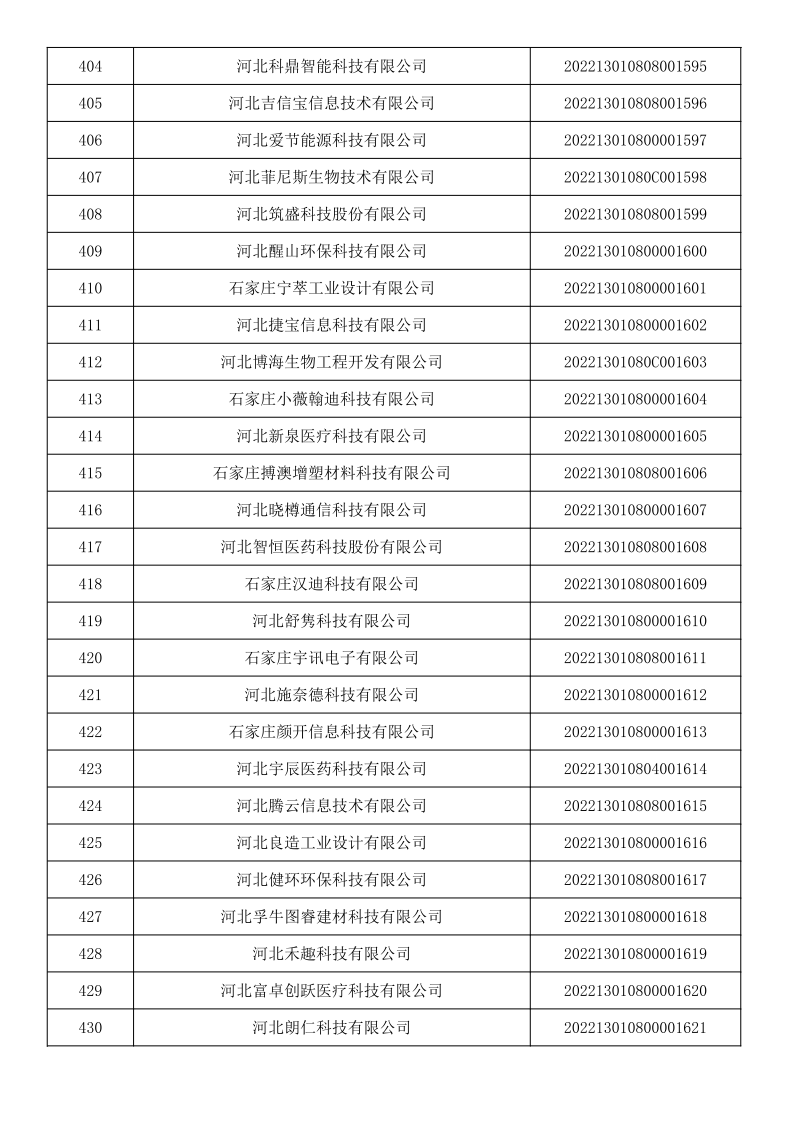 404 河北科鼎智能科技有限公司 202213010808001595
405 河北吉信宝信息技术有限公司 202213010808001596
406 河北爱节能源科技有限公司 202213010800001597
407 河北菲尼斯生物技术有限公司 20221301080C001598
408 河北筑盛科技股份有限公司 202213010808001599
409 河北醒山环保科技有限公司 202213010800001600
410 石家庄宁萃工业设计有限公司 202213010800001601
411 河北捷宝信息科技有限公司 202213010800001602
412 河北博海生物工程开发有限公司 20221301080C001603
413 石家庄小薇翰迪科技有限公司 202213010800001604
414 河北新泉医疗科技有限公司 202213010800001605
415 石家庄搏澳增塑材料科技有限公司 202213010808001606
416 河北晓樽通信科技有限公司 202213010800001607
417 河北智恒医药科技股份有限公司 202213010808001608
418 石家庄汉迪科技有限公司 202213010808001609
419 河北舒隽科技有限公司 202213010800001610
420 石家庄宇讯电子有限公司 202213010808001611
421 河北施奈德科技有限公司 202213010800001612
422 石家庄颜开信息科技有限公司 202213010800001613
423 河北宇辰医药科技有限公司 202213010804001614
424 河北腾云信息技术有限公司 202213010808001615
425 河北良造工业设计有限公司 202213010800001616
426 河北健环环保科技有限公司 202213010808001617
427 河北孚牛图睿建材科技有限公司 202213010800001618
428 河北禾趣科技有限公司 202213010800001619
429 河北富卓创跃医疗科技有限公司 202213010800001620
430 河北朗仁科技有限公司 202213010800001621